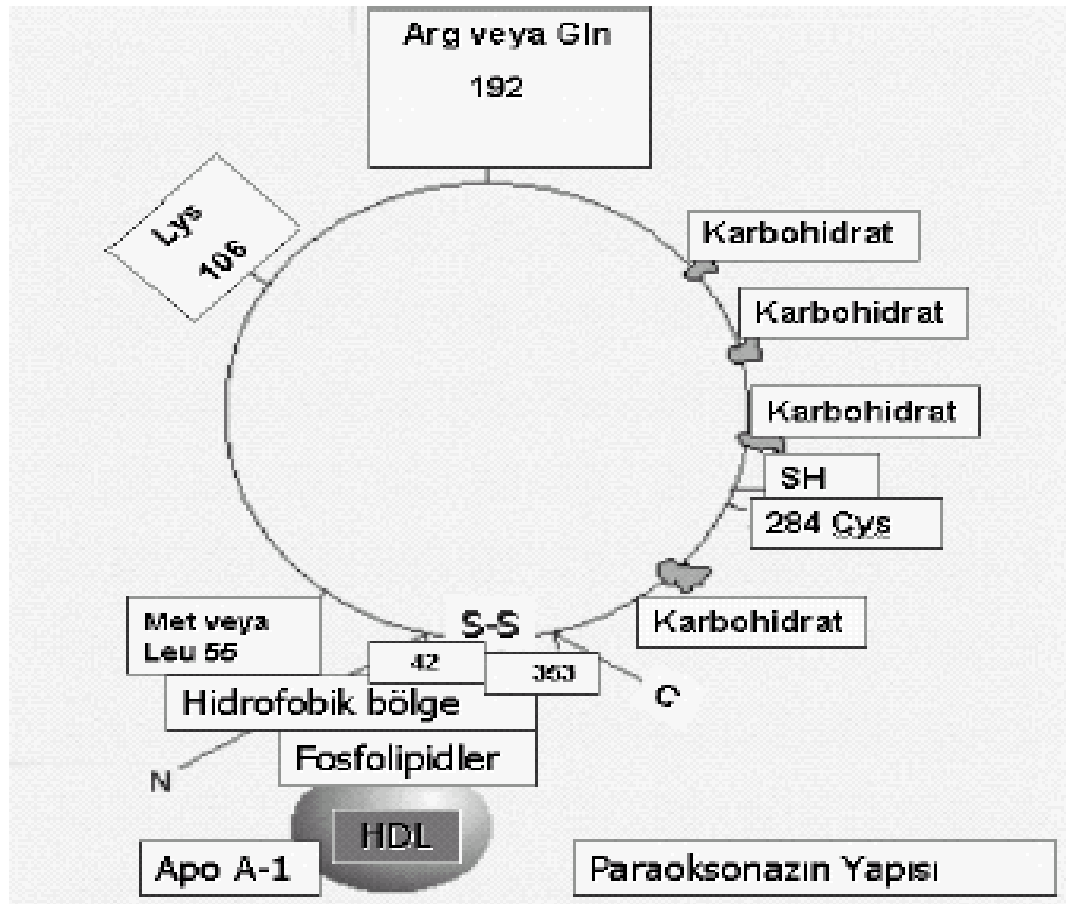 Arg veya Gln
192
Lys
106
Karbohidrat
Karbohidrat
Karbohidrat
SH
284 Cys
Karbohidrat
Met veya
Leu 55
S-S
42
353
C
Hidrofobik bölge
Fosfolipidler
N
HDL
Apo A-1
Paraoksonazın Yapısı